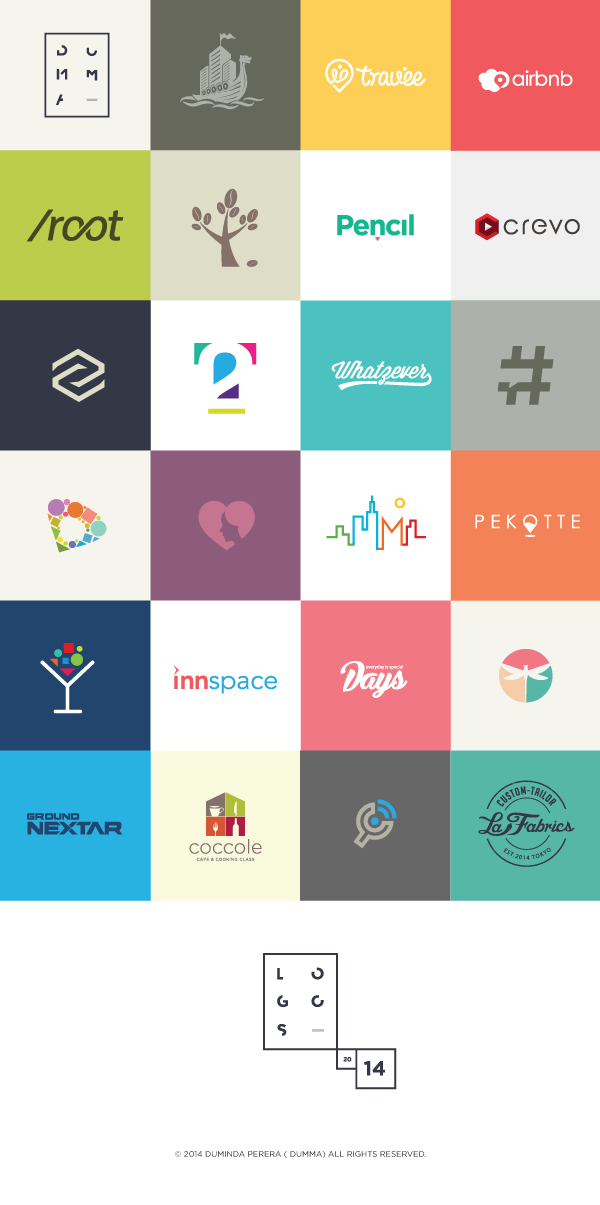 D U
M M
A –
travee
airbnb
/root
Pencil
crevo
2
Whatzever
#
PEKOTTE
innspace
everyday is special
Days
GROUND
NEXTAR
coccole
CAFE & COOKING CLASS
CUSTOM-TAILOR
La Fabrics
EST.2014 TOKYO
L O
G O
S –
20
14
© 2014 DUMINDA PERERA ( DUMMA) ALL RIGHTS RESERVED.